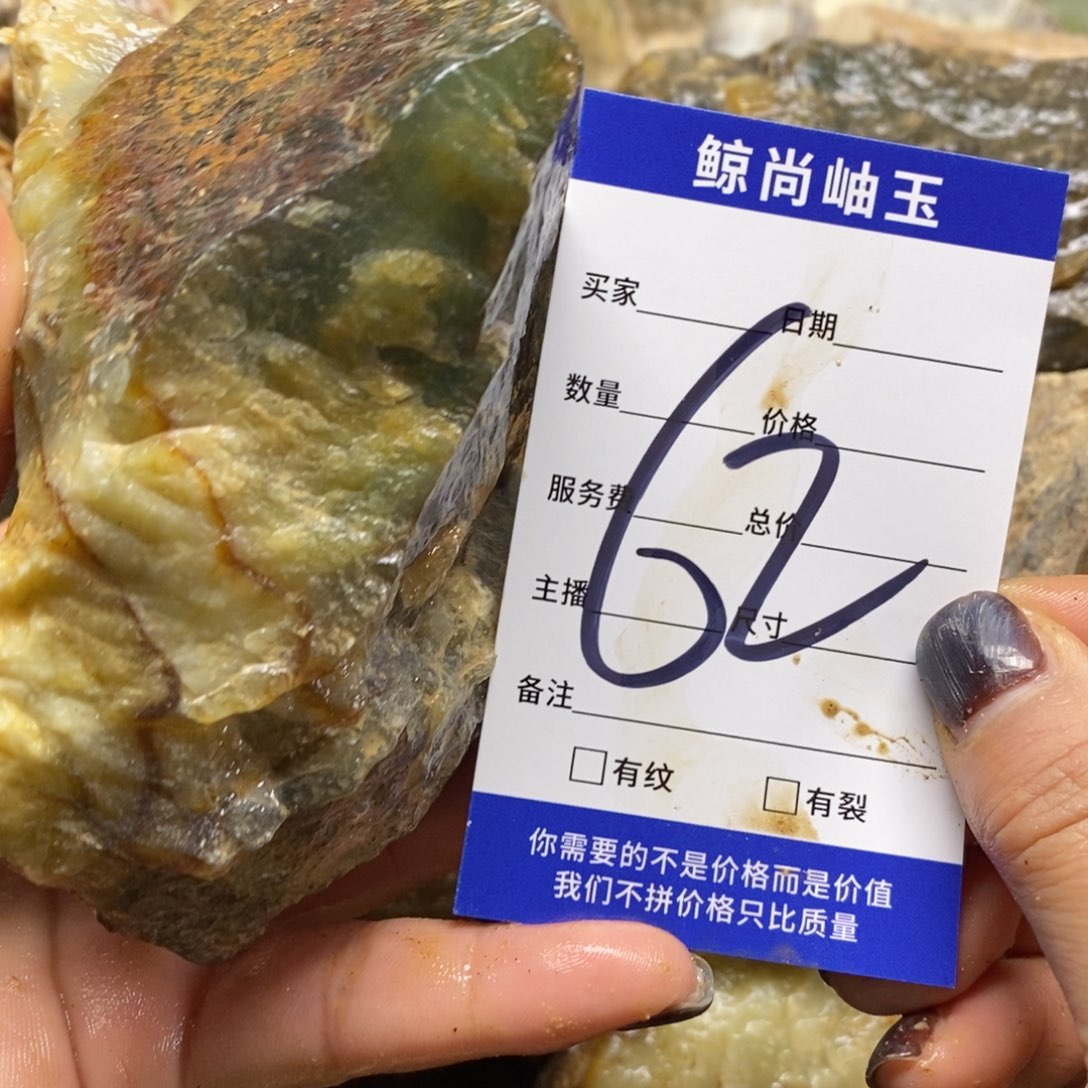 鲸尚岫玉
买家 日期
数量 价格
服务费 总价
主播 尺寸
备注
62
有纹 有裂
你需要的不是价格而是价值
我们不拼价格只比质量